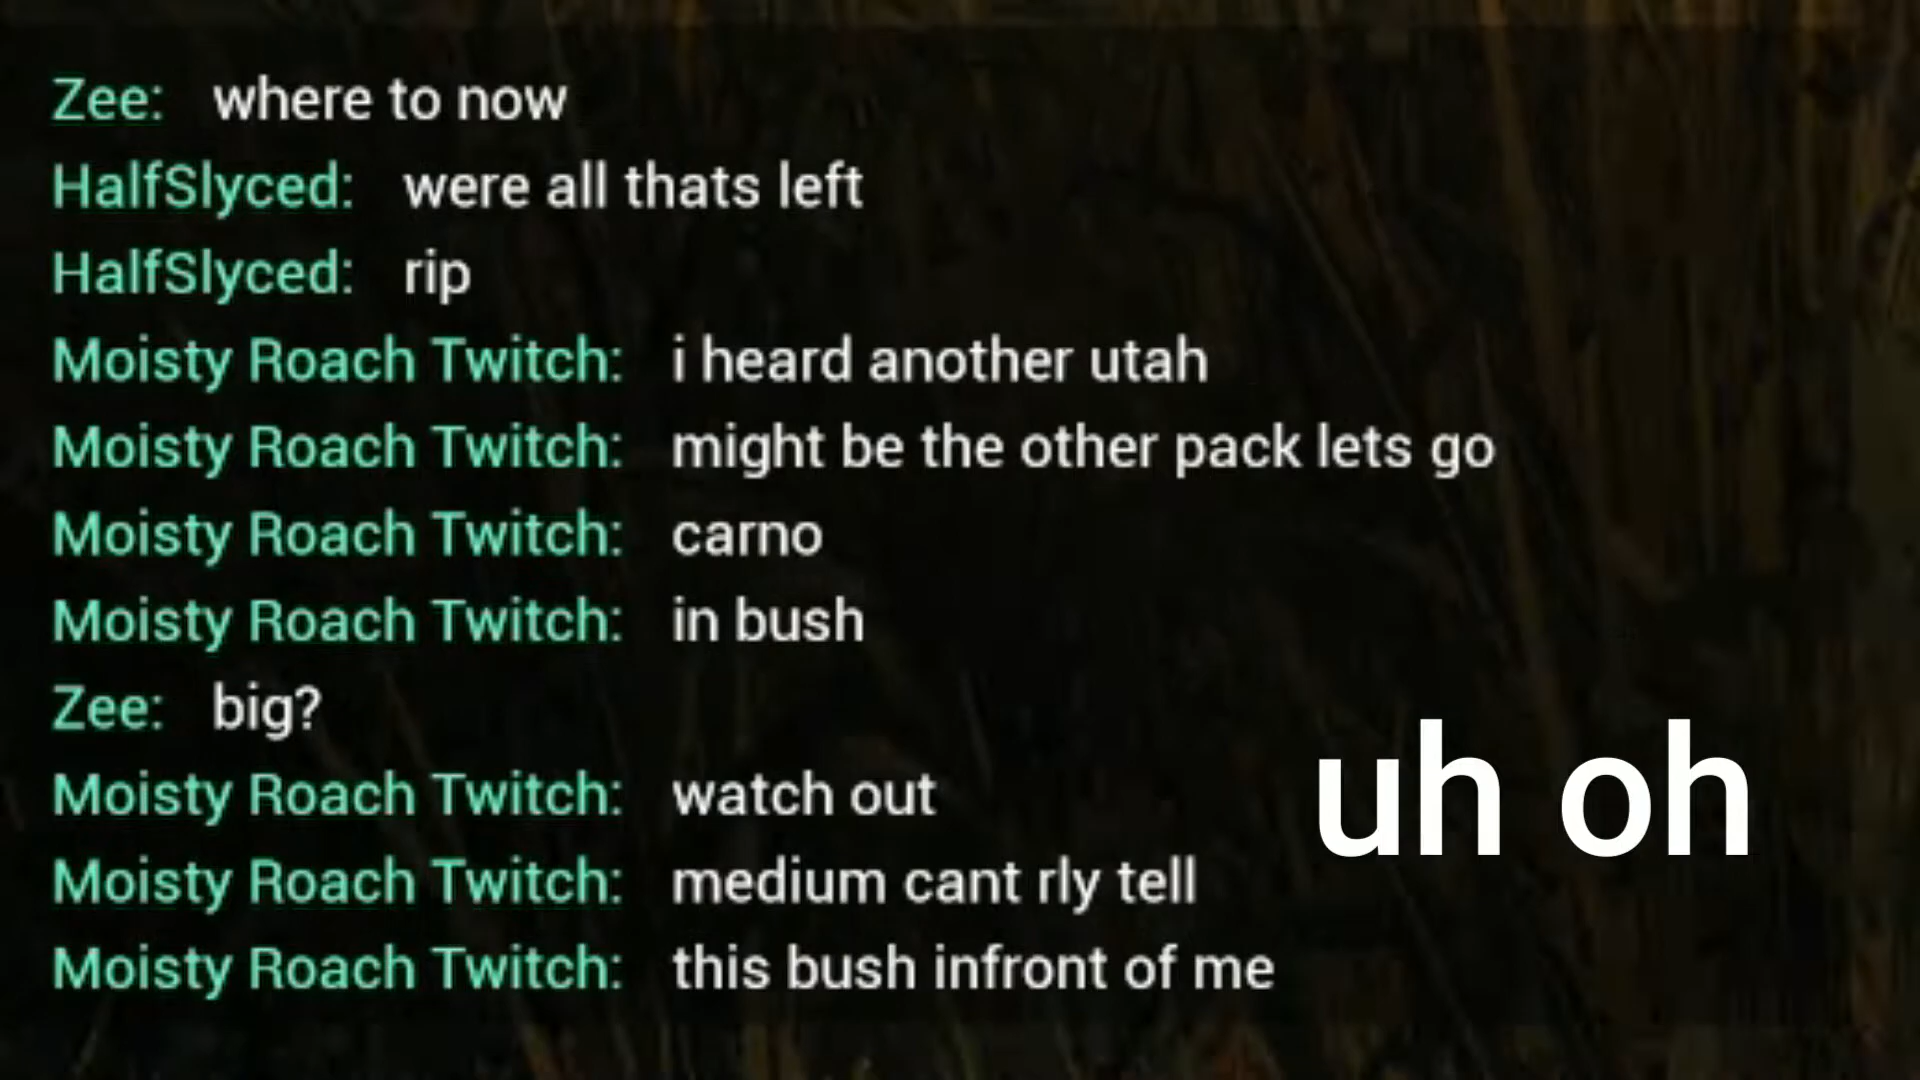 Zee: where to now
HalfSlyced: were all thats left
HalfSlyced: rip
Moisty Roach Twitch: i heard another utah
Moisty Roach Twitch: might be the other pack lets go
Moisty Roach Twitch: carno
Moisty Roach Twitch: in bush
Zee: big?
Moisty Roach Twitch: watch out
uh oh
Moisty Roach Twitch: medium cant rly tell
Moisty Roach Twitch: this bush infront of me